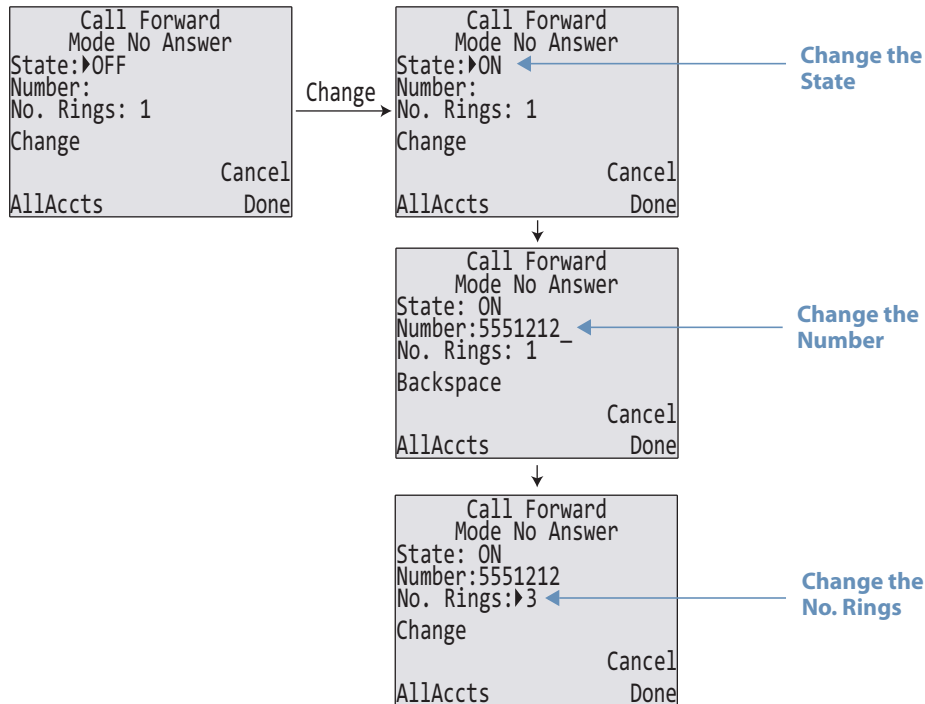 Call Forward
Mode No Answer
State:▶OFF
Number:
No. Rings: 1
Change
Cancel
AllAccts Done
Change
Call Forward
Mode No Answer
State:▶ON
Number:
No. Rings: 1
Change
Cancel
AllAccts Done
Change the
State
Call Forward
Mode No Answer
State: ON
Number:5551212_
No. Rings: 1
Backspace
Cancel
AllAccts Done
Change the
Number
Call Forward
Mode No Answer
State: ON
Number:5551212
No. Rings:▶3
Change
Cancel
AllAccts Done
Change the
No. Rings